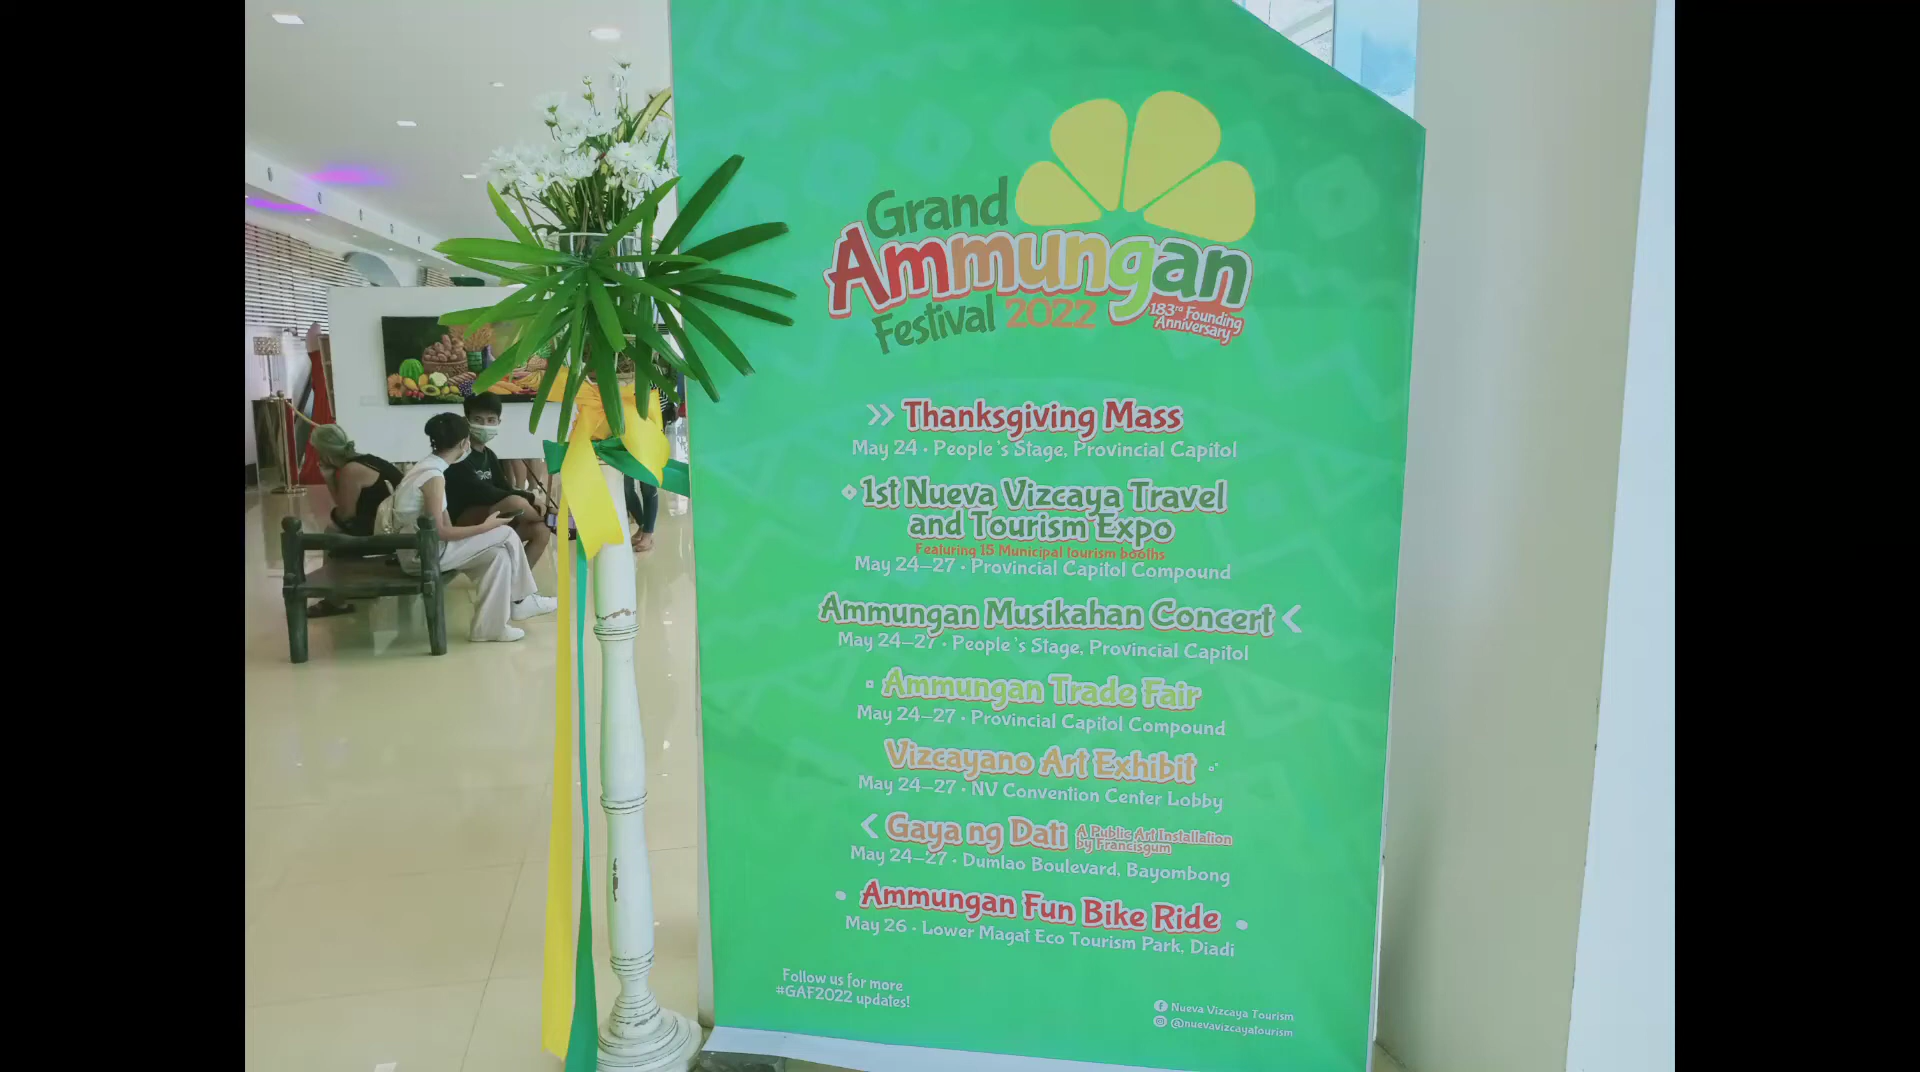 Grand
Ammungan
Festival 2022
183rd Founding
Anniversary
Thanksgiving Mass
May 24 • People's Stage, Provincial Capitol
1st Nueva Vizcaya Travel
and Tourism Expo
Featuring 15 Municipal tourism booths
May 24–27 • Provincial Capitol Compound
Ammungan Musikahan Concert
May 24–27 • People's Stage, Provincial Capitol
Ammungan Trade Fair
May 24–27 • Provincial Capitol Compound
Vizcayano Art Exhibit
May 24–27 • NV Convention Center Lobby
Gaya ng Dati A Public Art Installation
by Francisgum
May 24–27 • Dumlao Boulevard, Bayombong
Ammungan Fun Bike Ride
May 26 • Lower Magat Eco Tourism Park, Diadi
Follow us for more
#GAF2022 updates!
Nueva Vizcaya Tourism
@nuevavizcayatourism